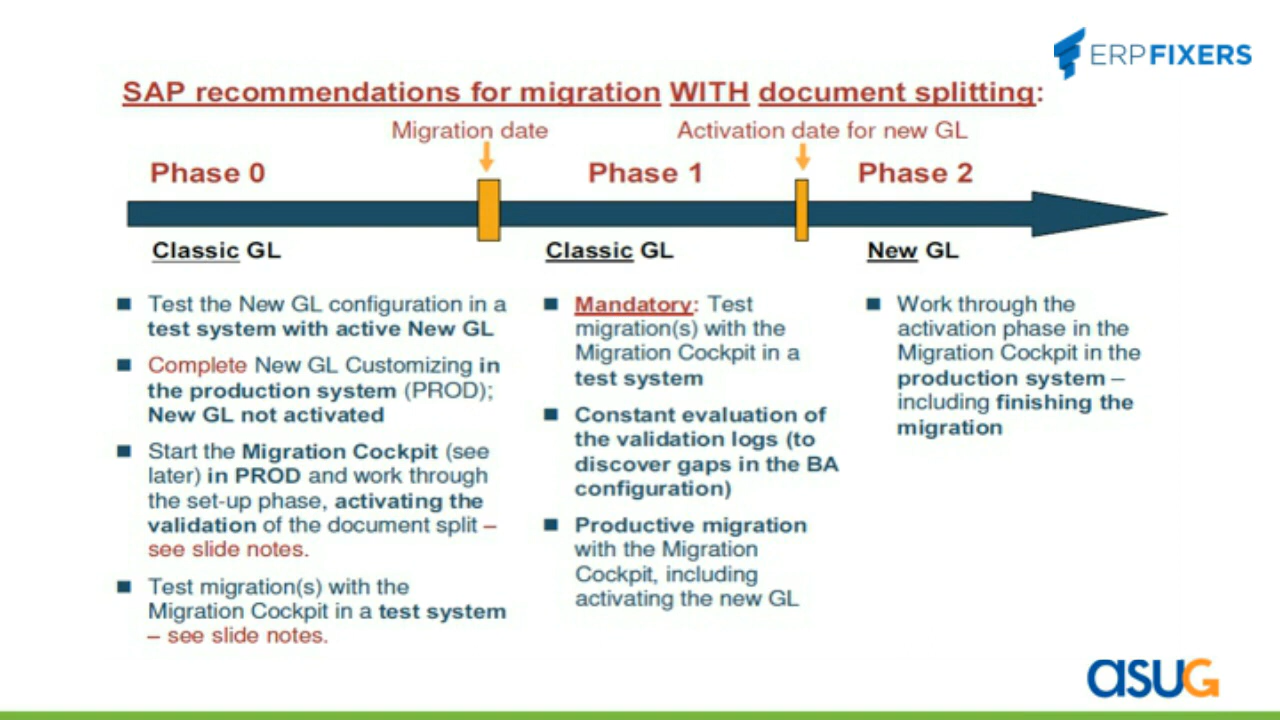 ERPFIXERS
SAP recommendations for migration WITH document splitting:
Migration date
Activation date for new GL
Phase 0
Phase 1
Phase 2
Classic GL
Classic GL
New GL
Test the New GL configuration in a
test system with active New GL
Complete New GL Customizing in
the production system (PROD);
New GL not activated
Start the Migration Cockpit (see
later) in PROD and work through
the set-up phase, activating the
validation of the document split –
see slide notes.
Test migration(s) with the
Migration Cockpit in a test system
– see slide notes.
Mandatory: Test
migration(s) with the
Migration Cockpit in a
test system
Constant evaluation of
the validation logs (to
discover gaps in the BA
configuration)
Productive migration
with the Migration
Cockpit, including
activating the new GL
Work through the
activation phase in the
Migration Cockpit in the
production system –
including finishing the
migration
asUG